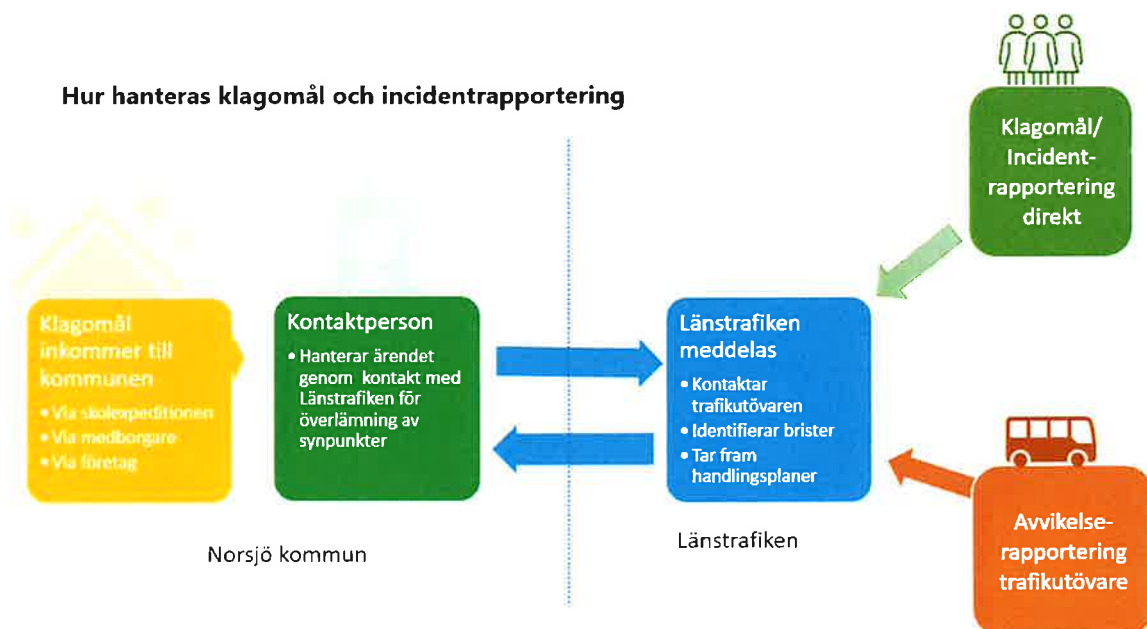 Hur hanteras klagomål och incidentrapportering
Klagomål/
Incident-
rapportering
direkt
Klagomål
inkommer till
kommunen
• Via skolexpeditionen
• Via medborgare
• Via företag
Kontaktperson
• Hanterar ärendet
genom kontakt med
Länstrafiken för
överlämning av
synpunkter
Länstrafiken
meddelas
• Kontaktar
trafikutövaren
• Identifierar brister
• Tar fram
handlingsplaner
Avvikelse-
rapportering
trafikutövare
Norsjö kommun
Länstrafiken